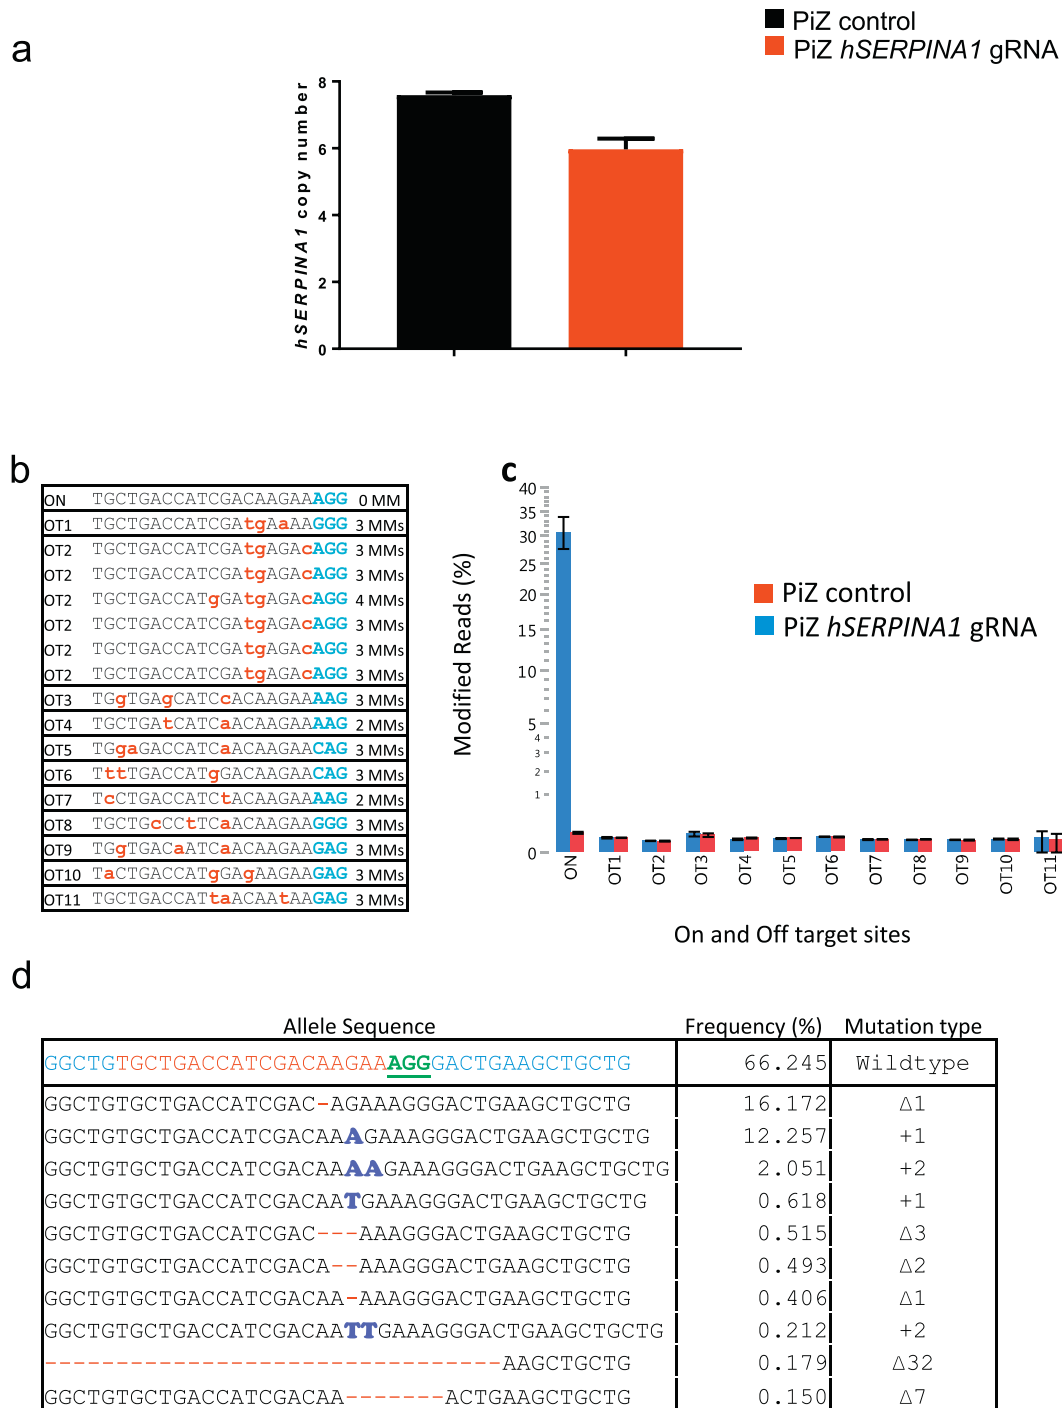 PiZ control
PiZ hSERPINA1 gRNA
a
hSERPINA1 copy number
8
6
4
2
0
b
ON TGCTGACCATCGACAAGAAAGG 0 MM
OT1 TGCTGACCATCGAtgAaAAGGG 3 MMs
OT2 TGCTGACCATCGAtgAGAcAGG 3 MMs
OT2 TGCTGACCATCGAtgAGAcAGG 3 MMs
OT2 TGCTGACCATgGAtgAGAcAGG 4 MMs
OT2 TGCTGACCATCGAtgAGAcAGG 3 MMs
OT2 TGCTGACCATCGAtgAGAcAGG 3 MMs
OT2 TGCTGACCATCGAtgAGAcAGG 3 MMs
OT3 TGgTGAgCATCcACAAGAAAAG 3 MMs
OT4 TGCTGAtCATCaACAAGAAAAG 2 MMs
OT5 TGgaGACCATCaACAAGAACAG 3 MMs
OT6 TttTGACCATgGACAAGAACAG 3 MMs
OT7 TcCTGACCATCtACAAGAAAAG 2 MMs
OT8 TGCTGcCCtTCaACAAGAAGGG 3 MMs
OT9 TGgTGACaATCaACAAGAAGAG 3 MMs
OT10 TaCTGACCATgGAgAAGAAGAG 3 MMs
OT11 TGCTGACCATtaACAAtAAGAG 3 MMs
c
Modified Reads (%)
40
35
30
25
20
15
10
5
4
3
2
1
0
PiZ control
PiZ hSERPINA1 gRNA
ON OT1 OT2 OT3 OT4 OT5 OT6 OT7 OT8 OT9 OT10 OT11
On and Off target sites
d
Allele Sequence Frequency (%) Mutation type
GGCTGTGCTGACCATCGACAAGAAAGGGACTGAAGCTGCTG 66.245 Wildtype
GGCTGTGCTGACCATCGAC-AGAAAGGGACTGAAGCTGCTG 16.172 Δ1
GGCTGTGCTGACCATCGACAAAGAAAGGGACTGAAGCTGCTG 12.257 +1
GGCTGTGCTGACCATCGACAAAAGAAAGGGACTGAAGCTGCTG 2.051 +2
GGCTGTGCTGACCATCGACAATGAAAGGGACTGAAGCTGCTG 0.618 +1
GGCTGTGCTGACCATCGAC---AAAGGGACTGAAGCTGCTG 0.515 Δ3
GGCTGTGCTGACCATCGACA--AAAGGGACTGAAGCTGCTG 0.493 Δ2
GGCTGTGCTGACCATCGACAA-AAAGGGACTGAAGCTGCTG 0.406 Δ1
GGCTGTGCTGACCATCGACAATTGAAAGGGACTGAAGCTGCTG 0.212 +2
--------------------------------AAGCTGCTG 0.179 Δ32
GGCTGTGCTGACCATCGACAA-------ACTGAAGCTGCTG 0.150 Δ7